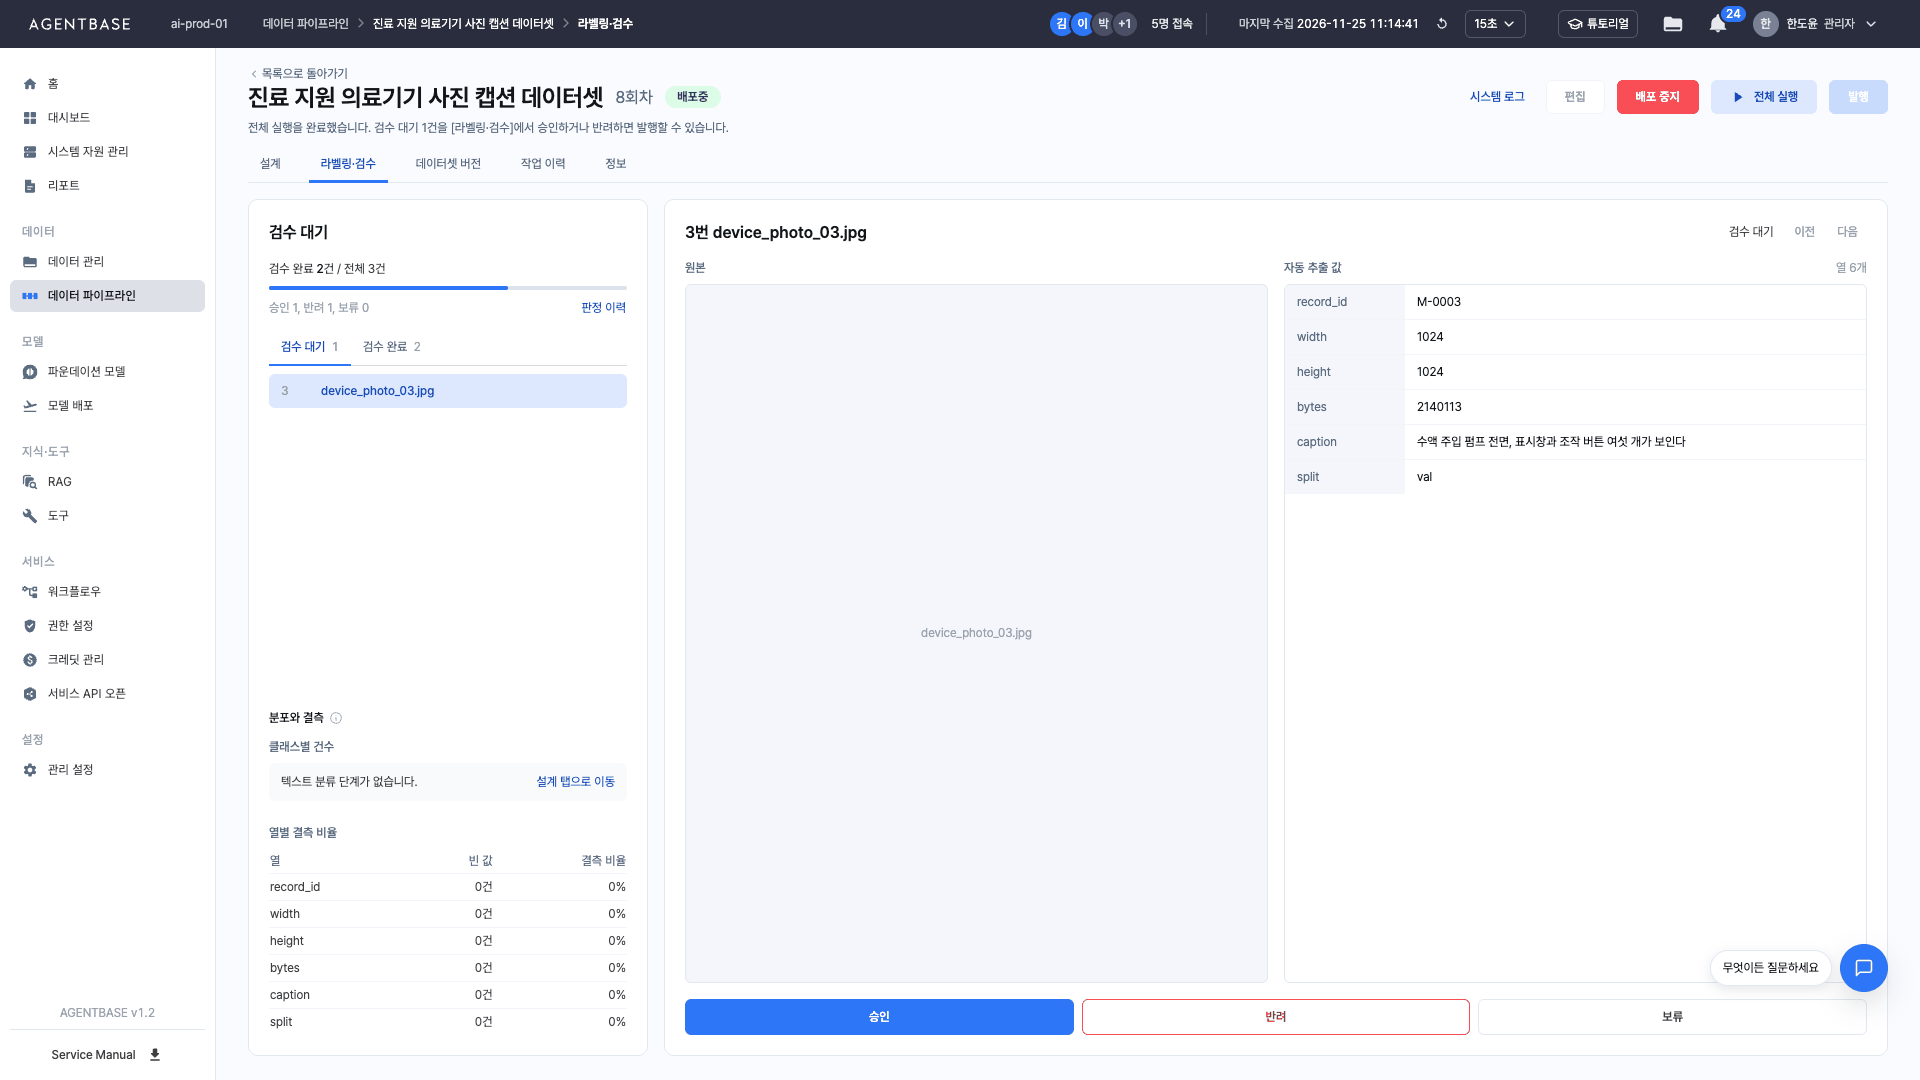 AGENTBASE
ai-prod-01
데이터 파이프라인 > 진료 지원 의료기기 사진 캡션 데이터셋 > 라벨링·검수
김 이 박 +1 5명 접속
마지막 수집 2026-11-25 11:14:41
15초
튜토리얼
24
한 한도윤 관리자
홈
대시보드
시스템 자원 관리
리포트
데이터
데이터 관리
데이터 파이프라인
모델
파운데이션 모델
모델 배포
지식·도구
RAG
도구
서비스
워크플로우
권한 설정
크레딧 관리
서비스 API 오픈
설정
관리 설정
AGENTBASE v1.2
Service Manual
목록으로 돌아가기
진료 지원 의료기기 사진 캡션 데이터셋 8회차 배포중
전체 실행을 완료했습니다. 검수 대기 1건을 [라벨링·검수]에서 승인하거나 반려하면 발행할 수 있습니다.
시스템 로그
편집
배포 중지
전체 실행
발행
설계
라벨링·검수
데이터셋 버전
작업 이력
정보
검수 대기
검수 완료 2건 / 전체 3건
승인 1, 반려 1, 보류 0
판정 이력
검수 대기 1
검수 완료 2
3 device_photo_03.jpg
분포와 결측
클래스별 건수
텍스트 분류 단계가 없습니다.
설계 탭으로 이동
열별 결측 비율
열 빈 값 결측 비율
record_id 0건 0%
width 0건 0%
height 0건 0%
bytes 0건 0%
caption 0건 0%
split 0건 0%
3번 device_photo_03.jpg
검수 대기 이전 다음
원본
device_photo_03.jpg
자동 추출 값
열 6개
record_id M-0003
width 1024
height 1024
bytes 2140113
caption 수액 주입 펌프 전면, 표시창과 조작 버튼 여섯 개가 보인다
split val
무엇이든 질문하세요
승인
반려
보류